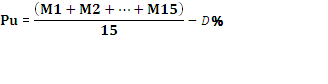 Pu = (M1 + M2 + ⋯ + M15) / 15 − D%